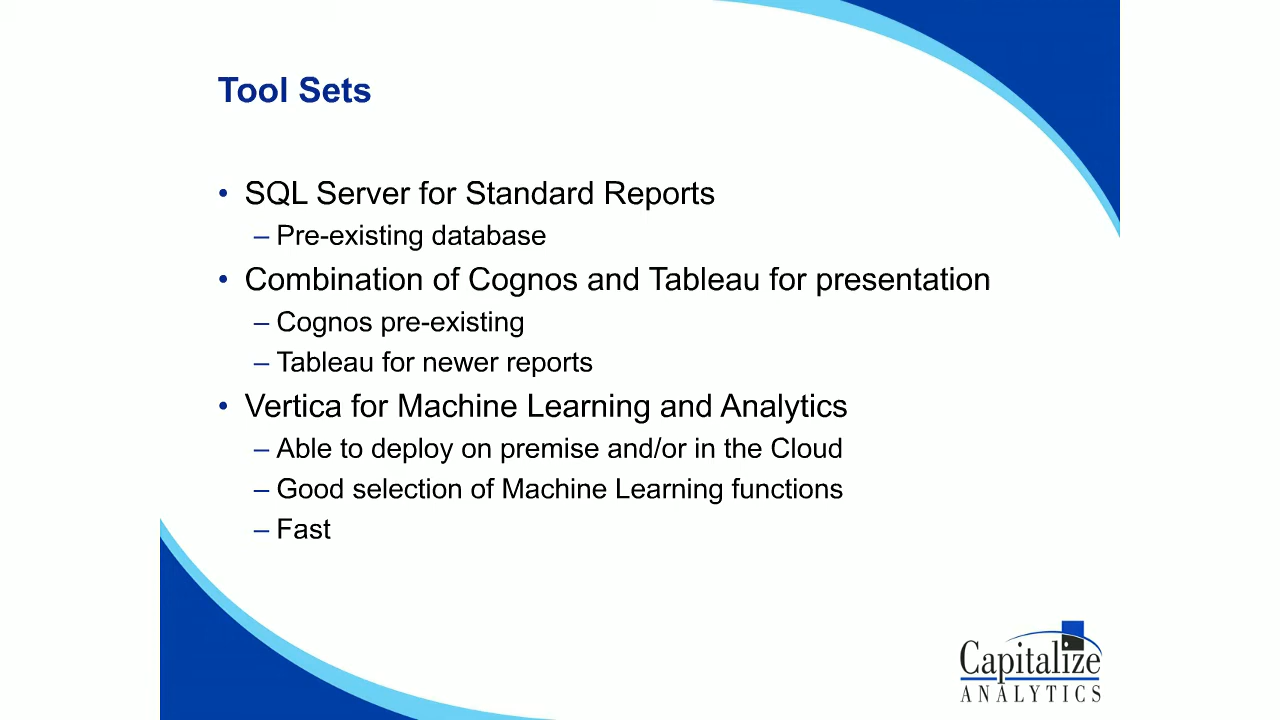 Tool Sets
• SQL Server for Standard Reports
– Pre-existing database
• Combination of Cognos and Tableau for presentation
– Cognos pre-existing
– Tableau for newer reports
• Vertica for Machine Learning and Analytics
– Able to deploy on premise and/or in the Cloud
– Good selection of Machine Learning functions
– Fast
Capitalize
ANALYTICS